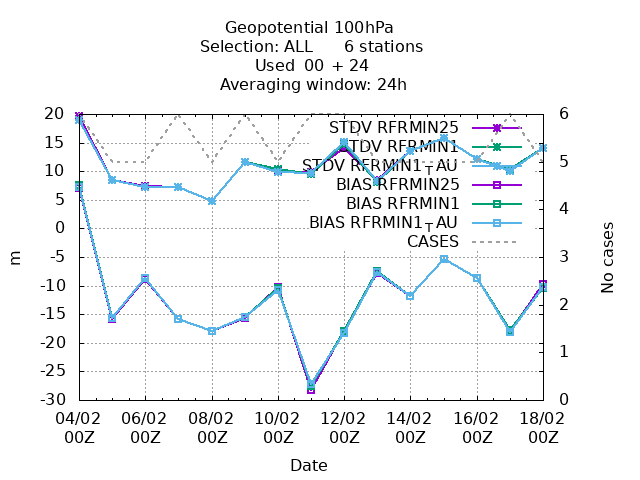 Geopotential 100hPa
Selection: ALL      6 stations
Used  00 + 24
Averaging window: 24h
20
15
10
5
0
-5
-10
-15
-20
-25
-30
m
6
5
4
3
2
1
0
No cases
STDV RFRMIN25
STDV RFRMIN1
STDV RFRMIN1TAU
BIAS RFRMIN25
BIAS RFRMIN1
BIAS RFRMIN1TAU
CASES
04/02 06/02 08/02 10/02 12/02 14/02 16/02 18/02
00Z 00Z 00Z 00Z 00Z 00Z 00Z 00Z
Date